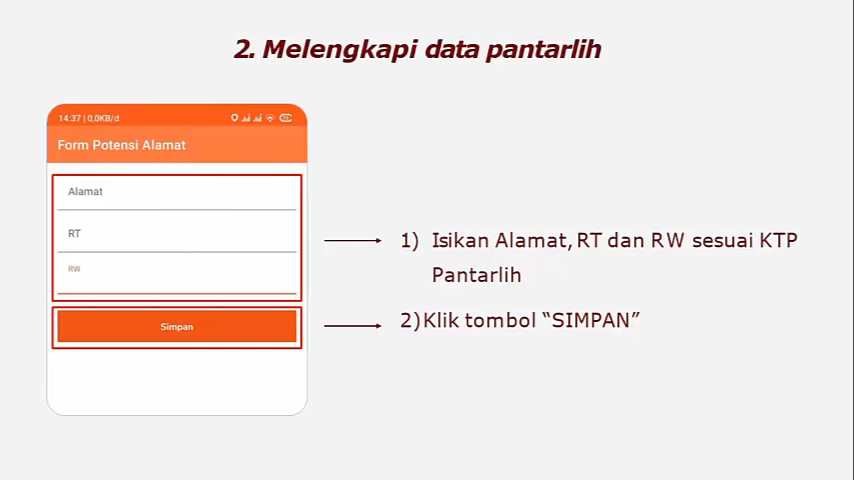 2. Melengkapi data pantarlih
14:37 | 0,0KB/d
Form Potensi Alamat
Alamat
RT
RW
Simpan
1) Isikan Alamat, RT dan RW sesuai KTP
Pantarlih
2) Klik tombol “SIMPAN”